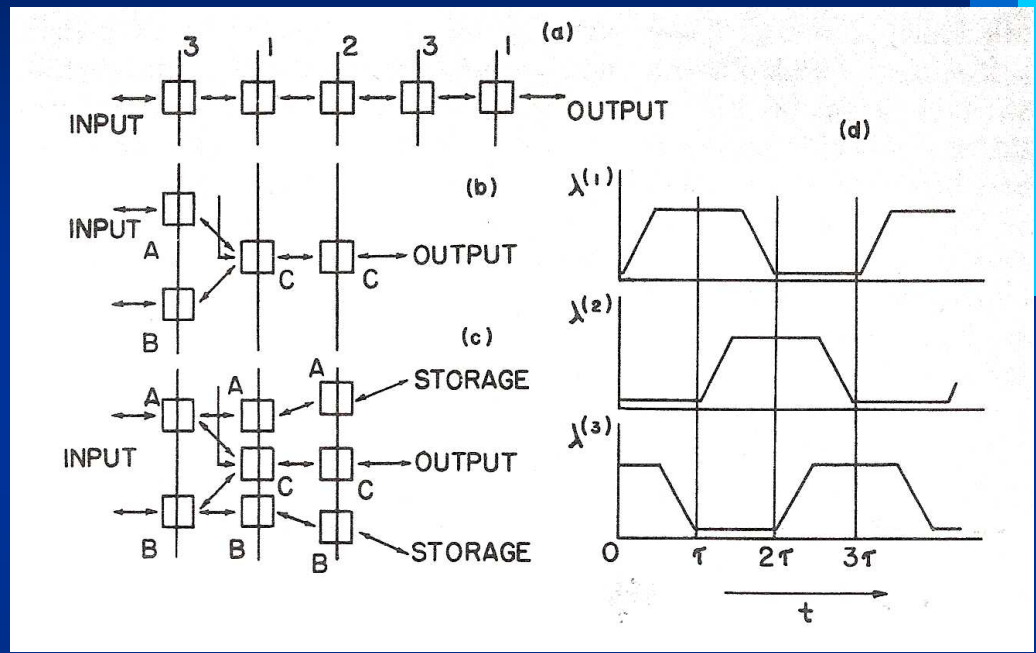 (a)
3 1 2 3 1
INPUT OUTPUT
(b)
INPUT
A
C C OUTPUT
B
(c)
A A A STORAGE
INPUT OUTPUT
C C
B B B STORAGE
(d)
λ(1)
λ(2)
λ(3)
0 τ 2τ 3τ
t